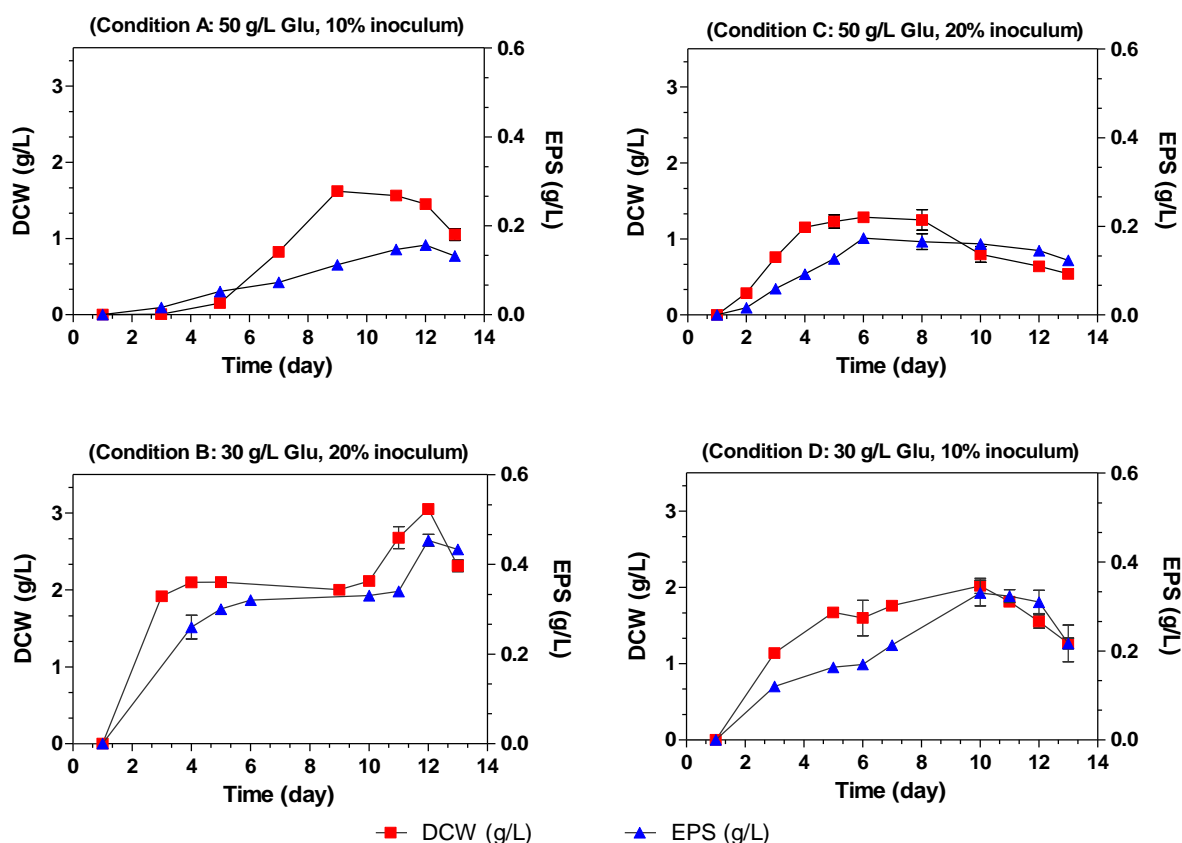 (Condition A: 50 g/L Glu, 10% inoculum)
DCW (g/L)
3
2
1
0
0.6
0.4
0.2
0.0
EPS (g/L)
0 2 4 6 8 10 12 14
Time (day)
(Condition C: 50 g/L Glu, 20% inoculum)
DCW (g/L)
3
2
1
0
0.6
0.4
0.2
0.0
EPS (g/L)
0 2 4 6 8 10 12 14
Time (day)
(Condition B: 30 g/L Glu, 20% inoculum)
DCW (g/L)
3
2
1
0
0.6
0.4
0.2
0.0
EPS (g/L)
0 2 4 6 8 10 12 14
Time (day)
(Condition D: 30 g/L Glu, 10% inoculum)
DCW (g/L)
3
2
1
0
0.6
0.4
0.2
0.0
EPS (g/L)
0 2 4 6 8 10 12 14
Time (day)
DCW (g/L) EPS (g/L)